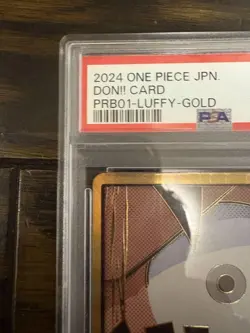 2024 ONE PIECE JPN.
DON!! CARD
PRB01-LUFFY-GOLD
PSA